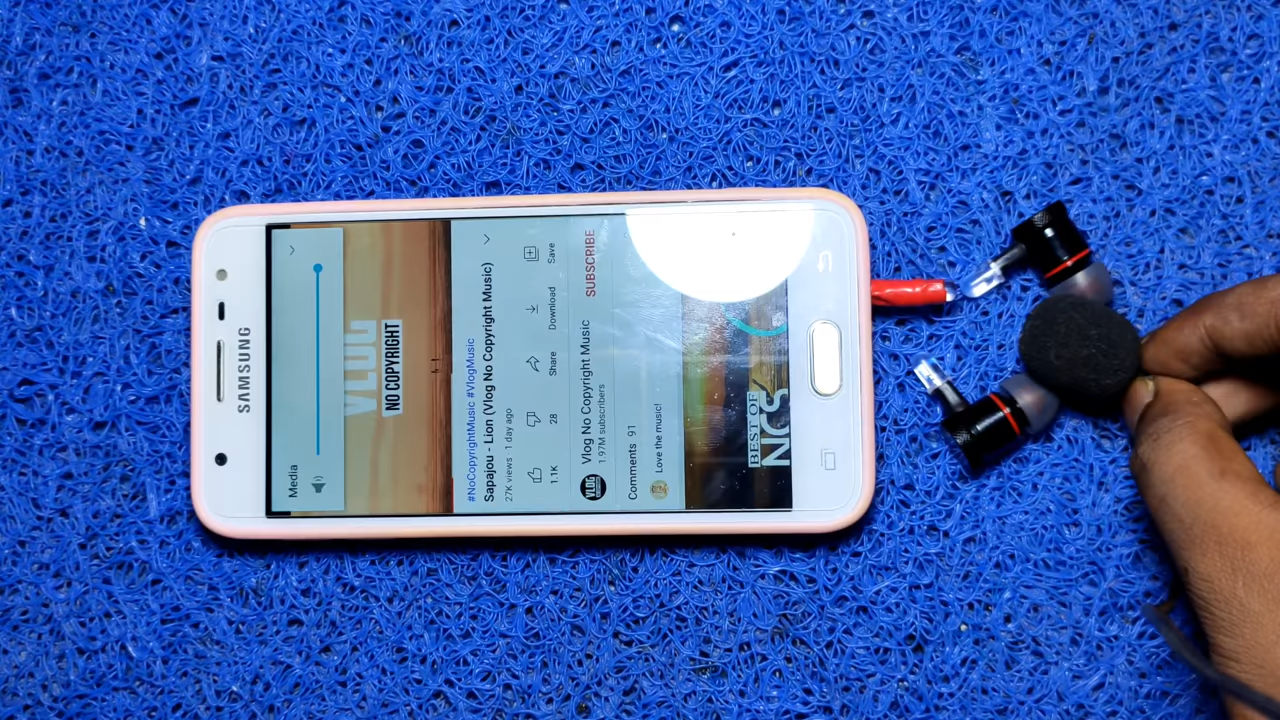 SAMSUNG
Media
VLOG
NO COPYRIGHT
#NoCopyrightMusic #VlogMusic
Sapajou - Lion (Vlog No Copyright Music)
27K views · 1 day ago
1.1K
28
Share
Download
Save
VLOG
Vlog No Copyright Music
1.97M subscribers
SUBSCRIBE
Comments 91
Love the music!
BEST OF
NCS